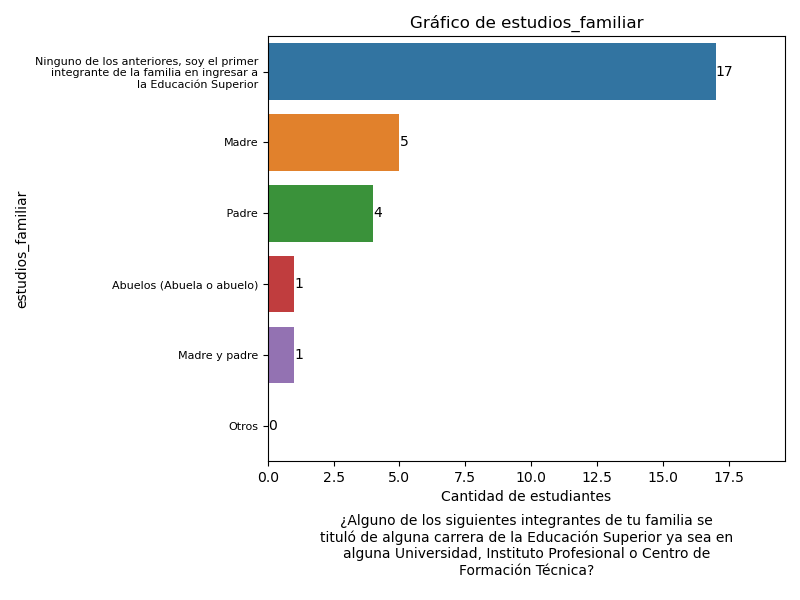 Gráfico de estudios_familiar
Ninguno de los anteriores, soy el primer
integrante de la familia en ingresar a
la Educación Superior
17
Madre
5
Padre
4
Abuelos (Abuela o abuelo)
1
Madre y padre
1
Otros
0
estudios_familiar
0.0 2.5 5.0 7.5 10.0 12.5 15.0 17.5
Cantidad de estudiantes
¿Alguno de los siguientes integrantes de tu familia se
tituló de alguna carrera de la Educación Superior ya sea en
alguna Universidad, Instituto Profesional o Centro de
Formación Técnica?